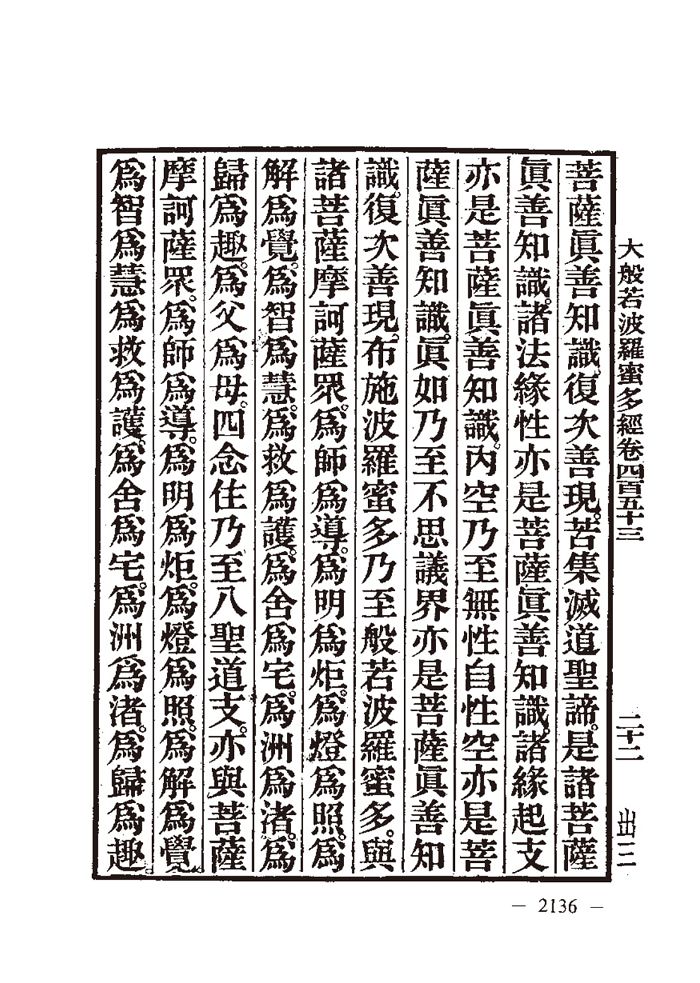 大般若波羅蜜多經卷四百五十三 二十二 出三
菩薩眞善知識。復次善現。苦集滅道聖諦。是諸菩薩
眞善知識。諸法緣性亦是菩薩眞善知識。諸緣起支
亦是菩薩眞善知識。內空乃至無性自性空亦是菩
薩眞善知識。眞如乃至不思議界亦是菩薩眞善知
識。復次善現。布施波羅蜜多乃至般若波羅蜜多。與
諸菩薩摩訶薩眾。爲師爲導。爲明爲炬。爲燈爲照。爲
解爲覺。爲智爲慧。爲救爲護。爲舍爲宅。爲洲爲渚。爲
歸爲趣。爲父爲母。四念住乃至八聖道支。亦與菩薩
摩訶薩眾。爲師爲導。爲明爲炬。爲燈爲照。爲解爲覺。
爲智爲慧爲救爲護。爲舍爲宅。爲洲爲渚。爲歸爲趣。
— 2136 —